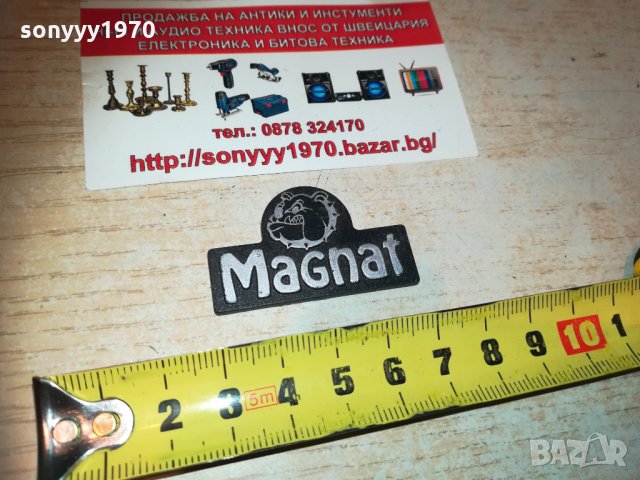 sonyyy1970
ПРОДАЖБА НА АНТИКИ И ИНСТУМЕНТИ
АУДИО ТЕХНИКА ВНОС ОТ ШВЕЙЦАРИЯ
ЕЛЕКТРОНИКА И БИТОВА ТЕХНИКА
тел.: 0878 324170
http://sonyyy1970.bazar.bg/
Magnat
2 3 5m 4 5 6 7 8 9 10 1
sonyyy1970
BAZAR